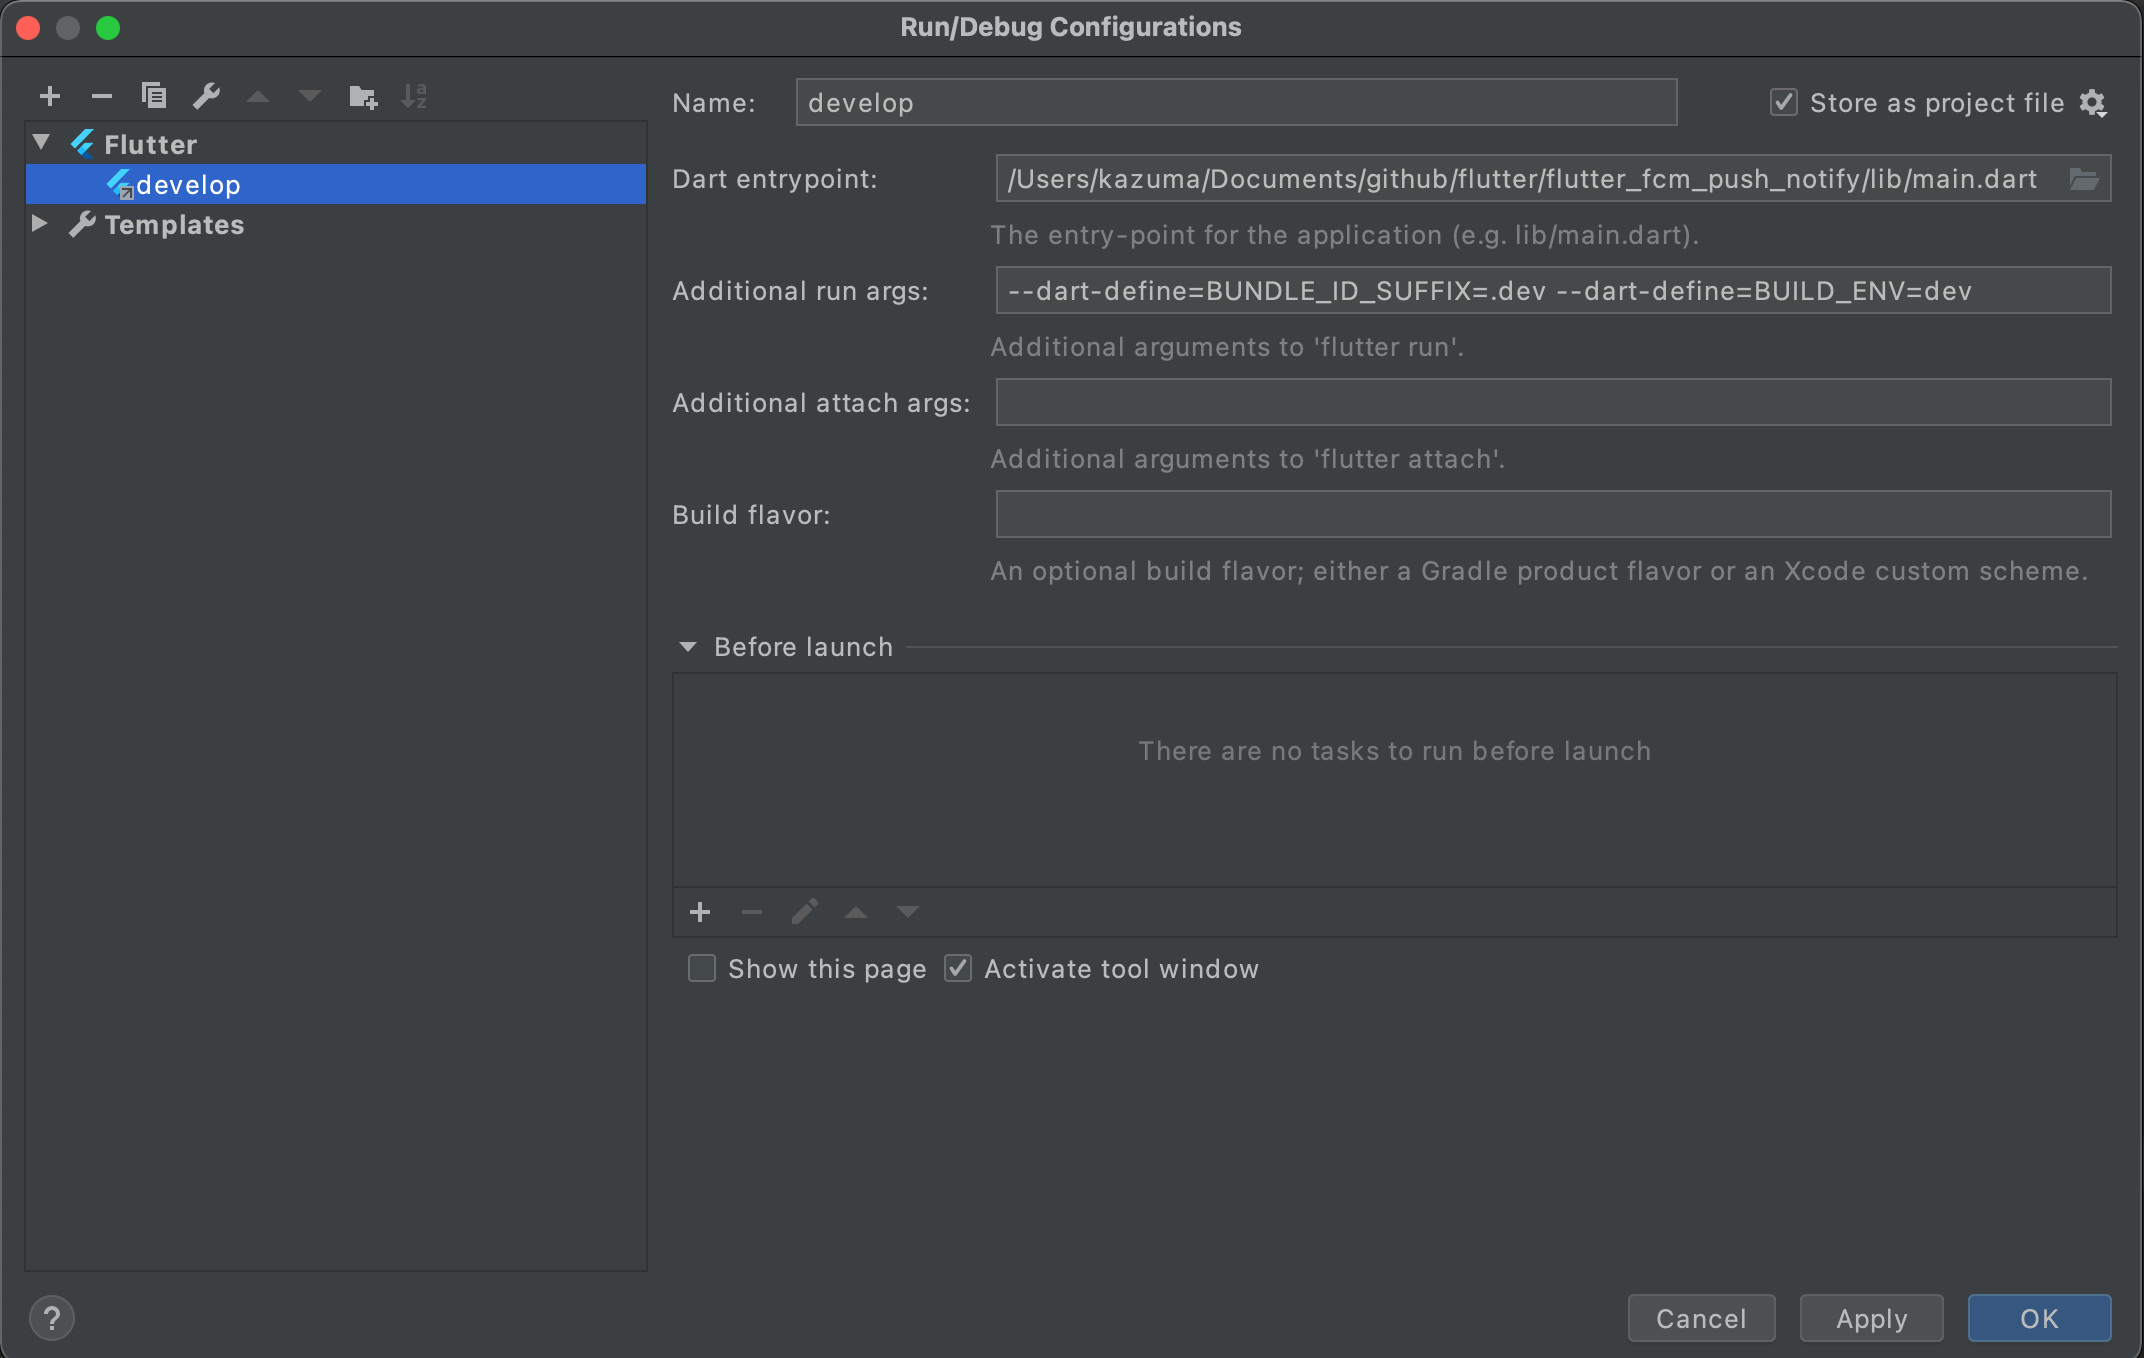 Run/Debug Configurations
Flutter
develop
Templates
Name:
develop
Store as project file
Dart entrypoint:
/Users/kazuma/Documents/github/flutter/flutter_fcm_push_notify/lib/main.dart
The entry-point for the application (e.g. lib/main.dart).
Additional run args:
--dart-define=BUNDLE_ID_SUFFIX=.dev --dart-define=BUILD_ENV=dev
Additional arguments to 'flutter run'.
Additional attach args:
Additional arguments to 'flutter attach'.
Build flavor:
An optional build flavor; either a Gradle product flavor or an Xcode custom scheme.
Before launch
There are no tasks to run before launch
Show this page
Activate tool window
?
Cancel
Apply
OK